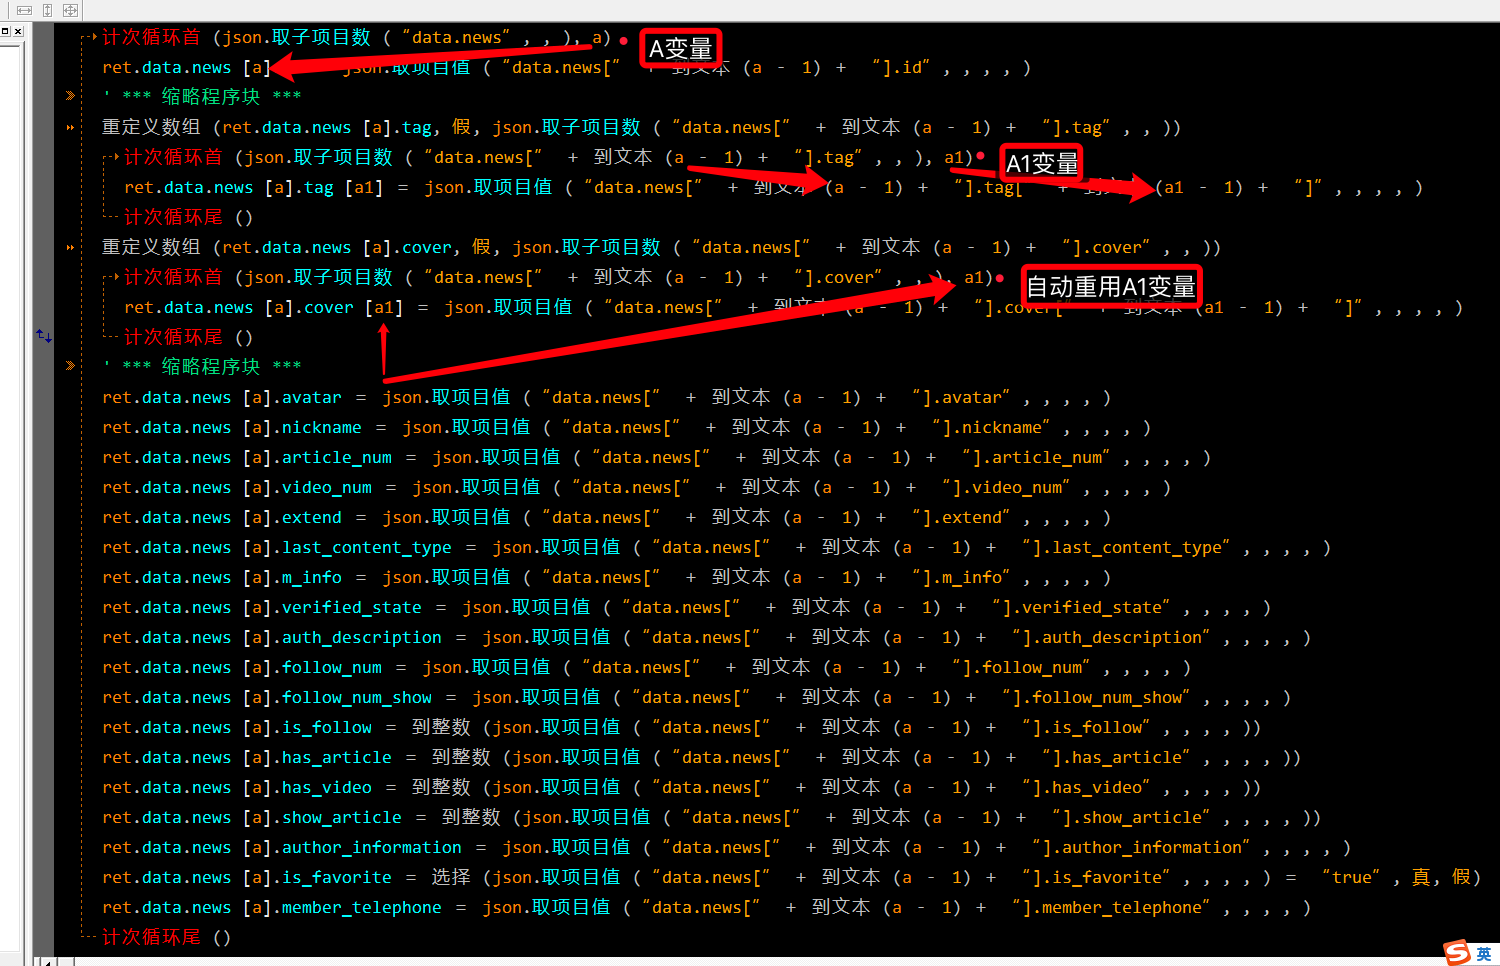 计次循环首 (json.取子项目数 ( “data.news” , , ), a)
A变量
ret.data.news [a] json.取项目值 ( “data.news[” + 到文本 (a - 1) + “].id” , , , , )
' *** 缩略程序块 ***
重定义数组 (ret.data.news [a].tag, 假, json.取子项目数 ( “data.news[” + 到文本 (a - 1) + “].tag” , , ))
计次循环首 (json.取子项目数 ( “data.news[” + 到文本 (a - 1) + “].tag” , , ), a1)
A1变量
ret.data.news [a].tag [a1] = json.取项目值 ( “data.news[” + 到文本 (a - 1) + “].tag[ + 到文本 (a1 - 1) + “]” , , , , )
计次循环尾 ()
重定义数组 (ret.data.news [a].cover, 假, json.取子项目数 ( “data.news[” + 到文本 (a - 1) + “].cover” , , ))
计次循环首 (json.取子项目数 ( “data.news[” + 到文本 (a - 1) + “].cover” , , ), a1)
自动重用A1变量
ret.data.news [a].cover [a1] = json.取项目值 ( “data.news[” + 到文本 (a - 1) + “].cover[” + 到文本 (a1 - 1) + “]” , , , , )
计次循环尾 ()
' *** 缩略程序块 ***
ret.data.news [a].avatar = json.取项目值 ( “data.news[” + 到文本 (a - 1) + “].avatar” , , , , )
ret.data.news [a].nickname = json.取项目值 ( “data.news[” + 到文本 (a - 1) + “].nickname” , , , , )
ret.data.news [a].article_num = json.取项目值 ( “data.news[” + 到文本 (a - 1) + “].article_num” , , , , )
ret.data.news [a].video_num = json.取项目值 ( “data.news[” + 到文本 (a - 1) + “].video_num” , , , , )
ret.data.news [a].extend = json.取项目值 ( “data.news[” + 到文本 (a - 1) + “].extend” , , , , )
ret.data.news [a].last_content_type = json.取项目值 ( “data.news[” + 到文本 (a - 1) + “].last_content_type” , , , , )
ret.data.news [a].m_info = json.取项目值 ( “data.news[” + 到文本 (a - 1) + “].m_info” , , , , )
ret.data.news [a].verified_state = json.取项目值 ( “data.news[” + 到文本 (a - 1) + “].verified_state” , , , , )
ret.data.news [a].auth_description = json.取项目值 ( “data.news[” + 到文本 (a - 1) + “].auth_description” , , , , )
ret.data.news [a].follow_num = json.取项目值 ( “data.news[” + 到文本 (a - 1) + “].follow_num” , , , , )
ret.data.news [a].follow_num_show = json.取项目值 ( “data.news[” + 到文本 (a - 1) + “].follow_num_show” , , , , )
ret.data.news [a].is_follow = 到整数 (json.取项目值 ( “data.news[” + 到文本 (a - 1) + “].is_follow” , , , , ))
ret.data.news [a].has_article = 到整数 (json.取项目值 ( “data.news[” + 到文本 (a - 1) + “].has_article” , , , , ))
ret.data.news [a].has_video = 到整数 (json.取项目值 ( “data.news[” + 到文本 (a - 1) + “].has_video” , , , , ))
ret.data.news [a].show_article = 到整数 (json.取项目值 ( “data.news[” + 到文本 (a - 1) + “].show_article” , , , , ))
ret.data.news [a].author_information = json.取项目值 ( “data.news[” + 到文本 (a - 1) + “].author_information” , , , , )
ret.data.news [a].is_favorite = 选择 (json.取项目值 ( “data.news[” + 到文本 (a - 1) + “].is_favorite” , , , , ) = “true” , 真, 假)
ret.data.news [a].member_telephone = json.取项目值 ( “data.news[” + 到文本 (a - 1) + “].member_telephone” , , , , )
计次循环尾 ()
英